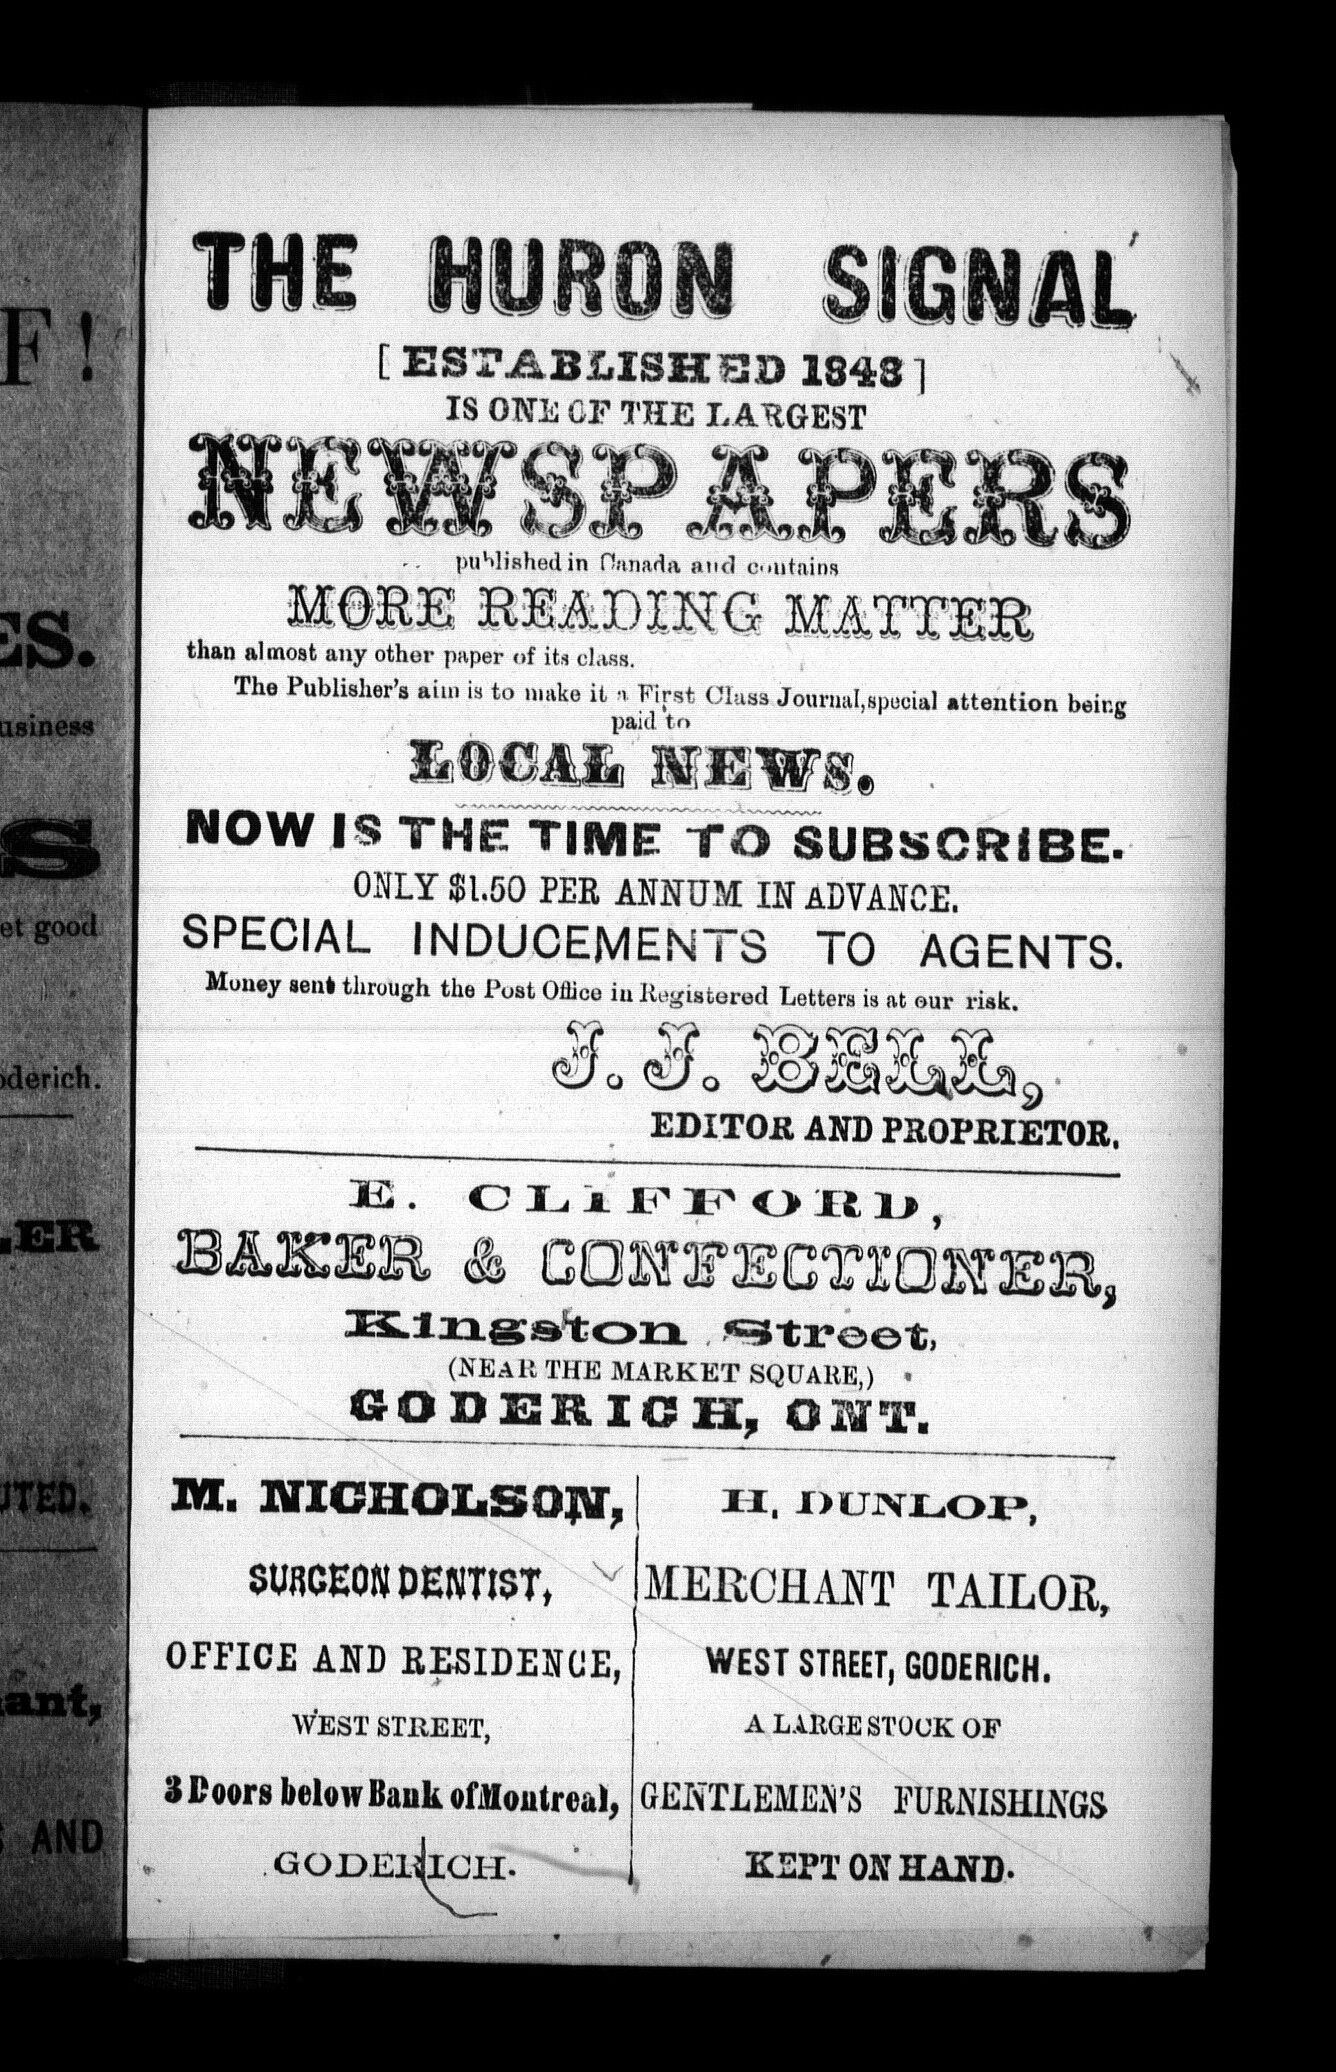 THE HURON SIGNAL
[ESTABLISHED 1848]
IS ONE OF THE LARGEST
NEWSPAPERS
published in Canada and contains
MORE READING MATTER
than almost any other paper of its class.
The Publisher's aim is to make it a First Class Journal, special attention being
paid to
LOCAL NEWS.
NOW IS THE TIME TO SUBSCRIBE.
ONLY $1.50 PER ANNUM IN ADVANCE.
SPECIAL INDUCEMENTS TO AGENTS.
Money sent through the Post Office in Registered Letters is at our risk.
J. J. BELL,
EDITOR AND PROPRIETOR.
E. CLIFFORD,
BAKER & CONFECTIONER,
Kingston Street,
(NEAR THE MARKET SQUARE,)
GODERICH, ONT.
M. NICHOLSON,
SURGEON DENTIST,
OFFICE AND RESIDENCE,
WEST STREET,
3 Doors below Bank of Montreal,
GODERICH.
H. DUNLOP,
MERCHANT TAILOR,
WEST STREET, GODERICH.
A LARGE STOCK OF
GENTLEMEN'S FURNISHINGS
KEPT ON HAND.
F!
ES.
usiness
S
et good
oderich.
LER
UTED.
ant,
AND